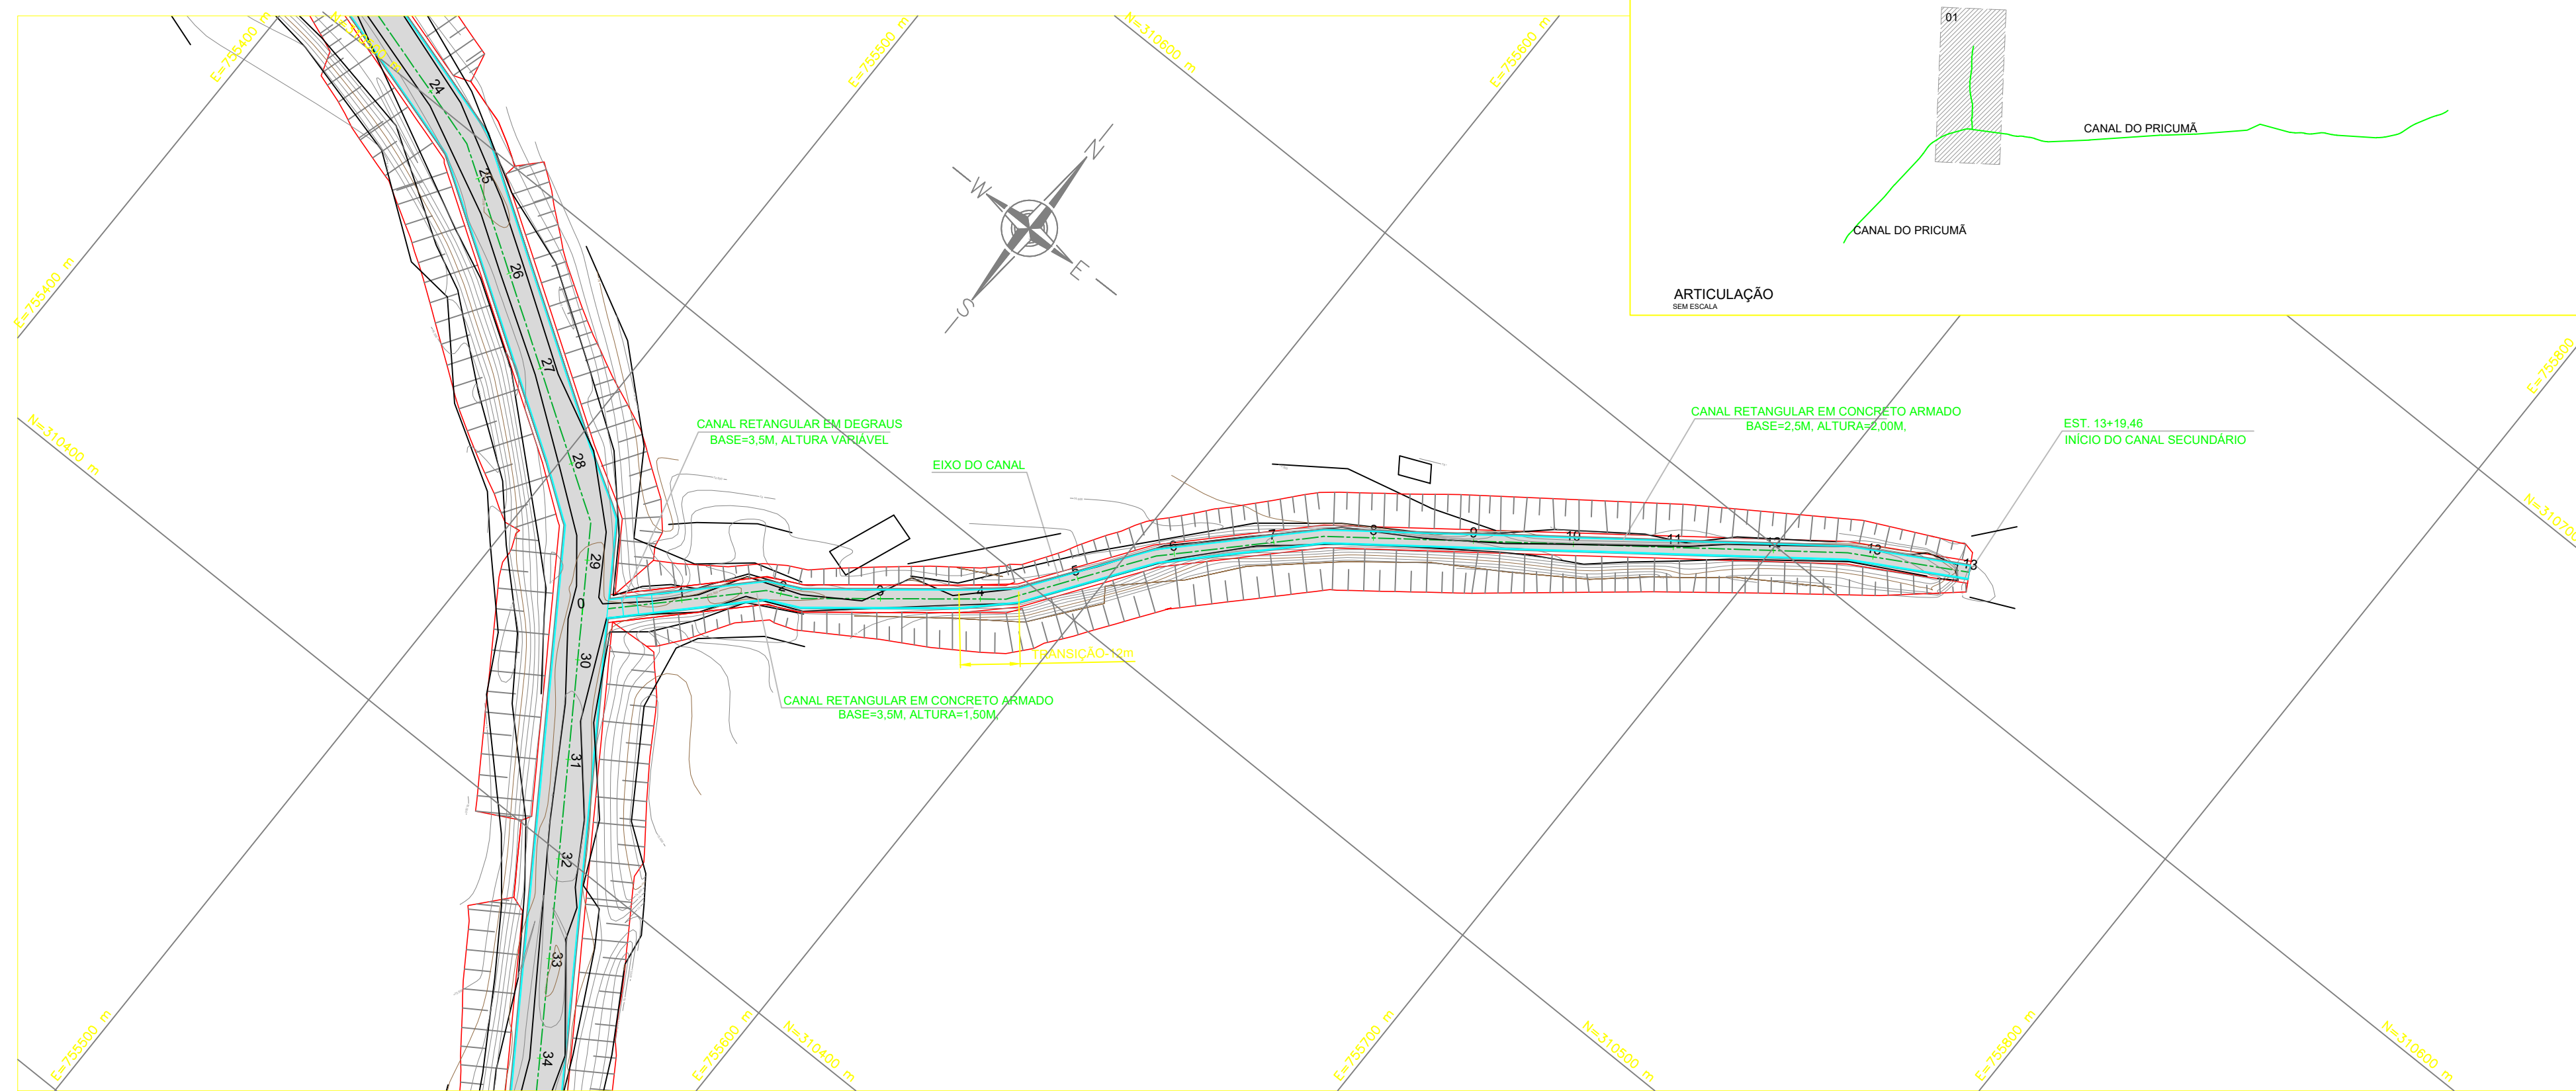 E=755400 m
E=755500 m
N=310600 m
E=755600 m
01
CANAL DO PRICUMÃ
CANAL DO PRICUMÃ
ARTICULAÇÃO
SEM ESCALA
N
W
E
S
E=755400 m
E=755800 m
24
25
26
27
28
29
0
30
31
32
33
34
N=310400 m
CANAL RETANGULAR EM DEGRAUS
BASE=3,5M, ALTURA VARIÁVEL
EIXO DO CANAL
CANAL RETANGULAR EM CONCRETO ARMADO
BASE=2,5M, ALTURA=2,00M,
EST. 13+19,46
INÍCIO DO CANAL SECUNDÁRIO
1
2
3
4
5
6
7
8
9
10
11
12
13
13
TRANSIÇÃO-12m
CANAL RETANGULAR EM CONCRETO ARMADO
BASE=3,5M, ALTURA=1,50M,
E=755500 m
E=755600 m
N=310400 m
E=755700 m
N=310500 m
E=755800 m
N=310600 m